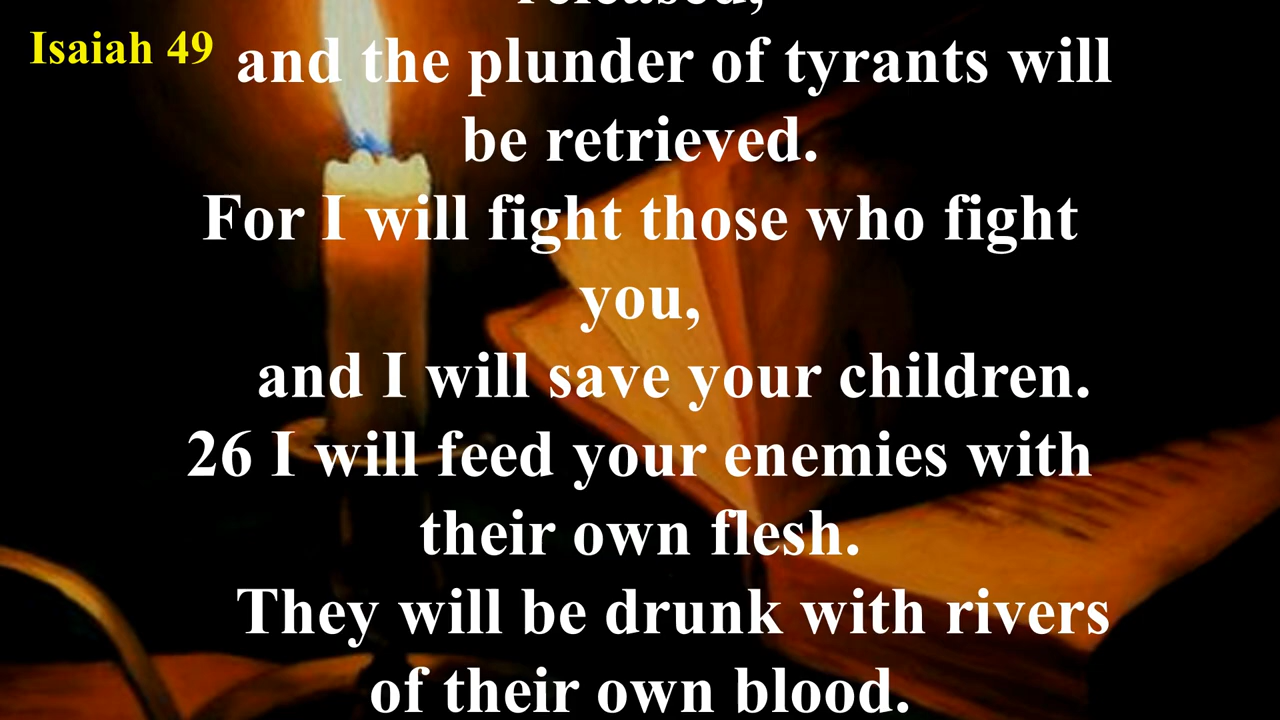 released,
Isaiah 49
and the plunder of tyrants will
be retrieved.
For I will fight those who fight
you,
and I will save your children.
26 I will feed your enemies with
their own flesh.
They will be drunk with rivers
of their own blood.